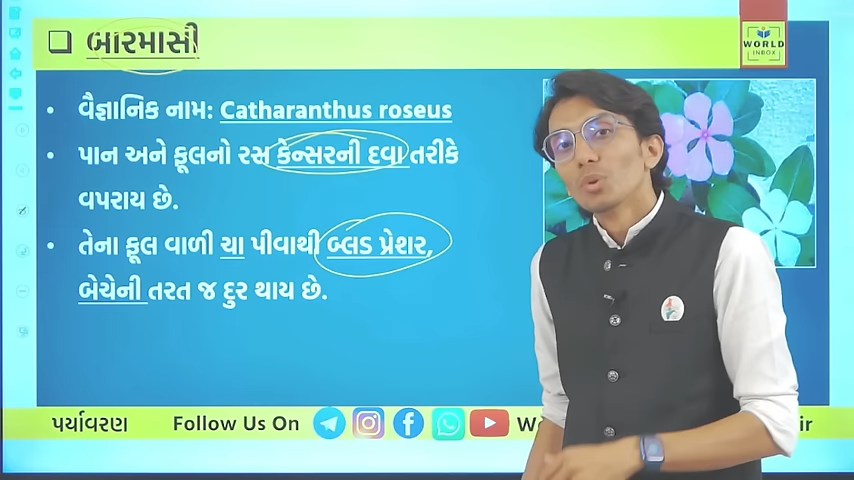 ❑ બારમાસી
WORLD
INBOX
• વૈજ્ઞાનિક નામ: Catharanthus roseus
• પાન અને ફૂલનો રસ કેન્સરની દવા તરીકે
વપરાય છે.
• તેના ફૂલ વાળી ચા પીવાથી બ્લડ પ્રેશર,
બેચેની તરત જ દુર થાય છે.
પર્યાવરણ Follow Us On